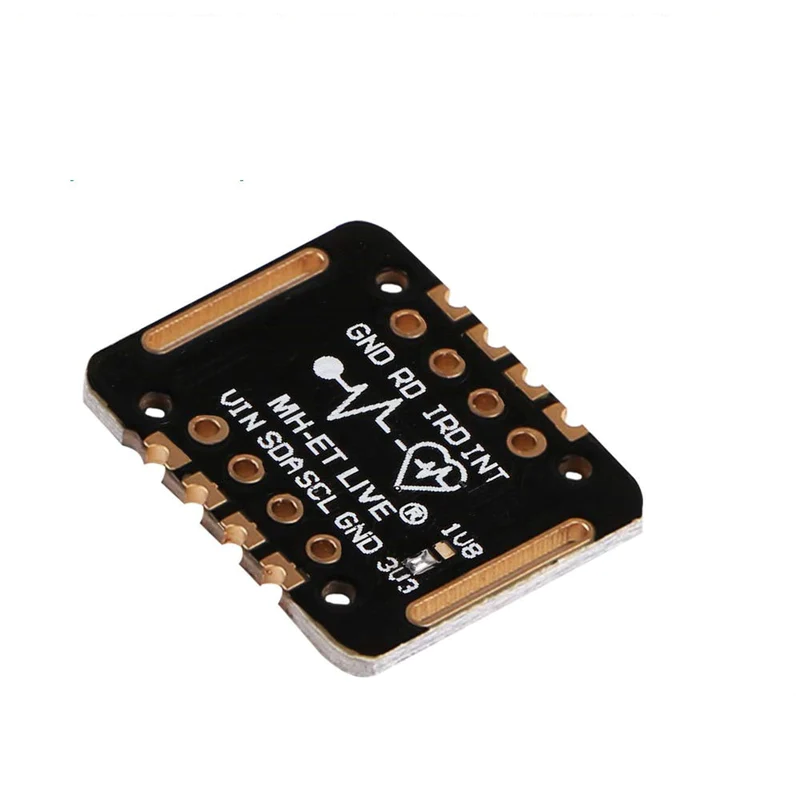 GND RD IRD INT
MH-ET LIVE®
VIN SDA SCL GND
1V8
3V3